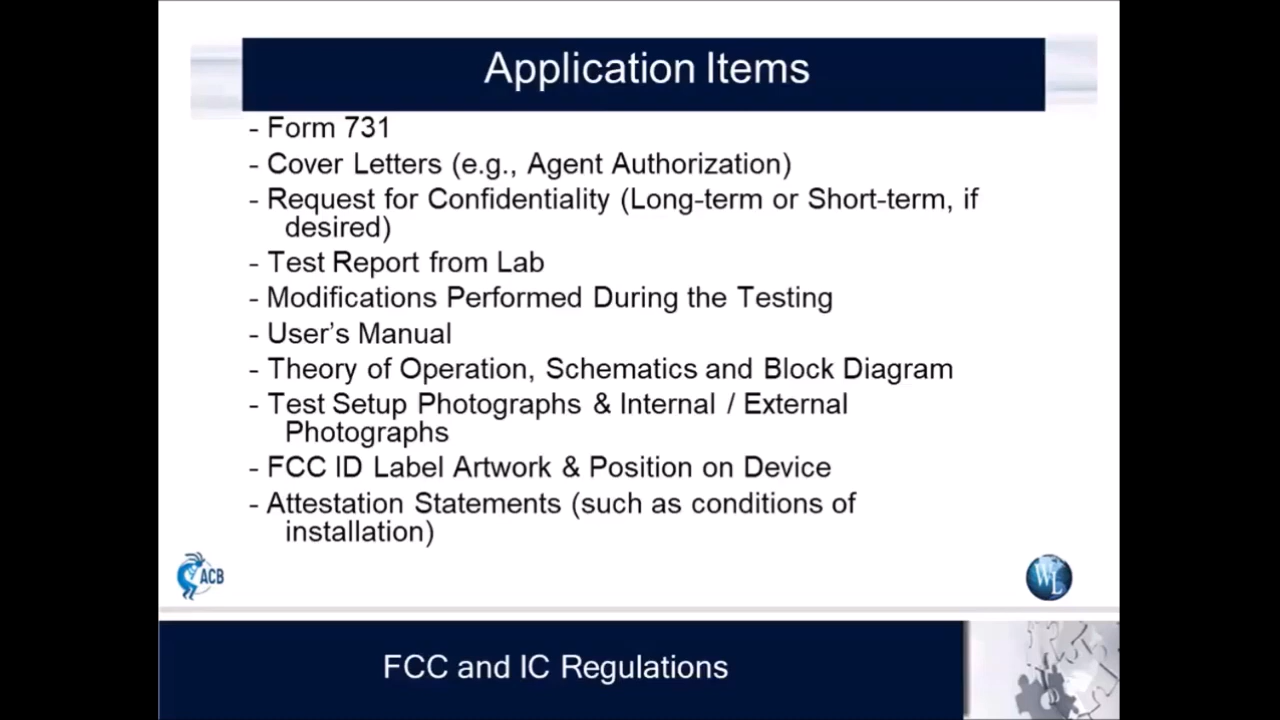 Application Items
- Form 731
- Cover Letters (e.g., Agent Authorization)
- Request for Confidentiality (Long-term or Short-term, if
desired)
- Test Report from Lab
- Modifications Performed During the Testing
- User’s Manual
- Theory of Operation, Schematics and Block Diagram
- Test Setup Photographs & Internal / External
Photographs
- FCC ID Label Artwork & Position on Device
- Attestation Statements (such as conditions of
installation)
ACB
WL
FCC and IC Regulations